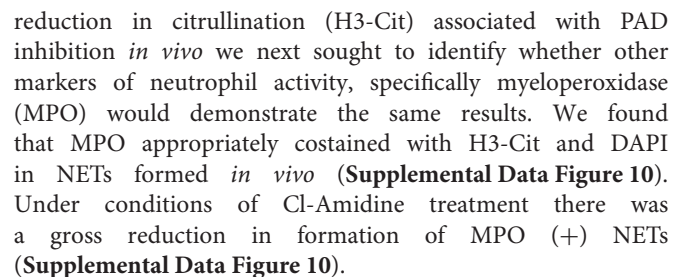 reduction in citrullination (H3-Cit) associated with PAD
inhibition in vivo we next sought to identify whether other
markers of neutrophil activity, specifically myeloperoxidase
(MPO) would demonstrate the same results. We found
that MPO appropriately costained with H3-Cit and DAPI
in NETs formed in vivo (Supplemental Data Figure 10).
Under conditions of Cl-Amidine treatment there was
a gross reduction in formation of MPO (+) NETs
(Supplemental Data Figure 10).